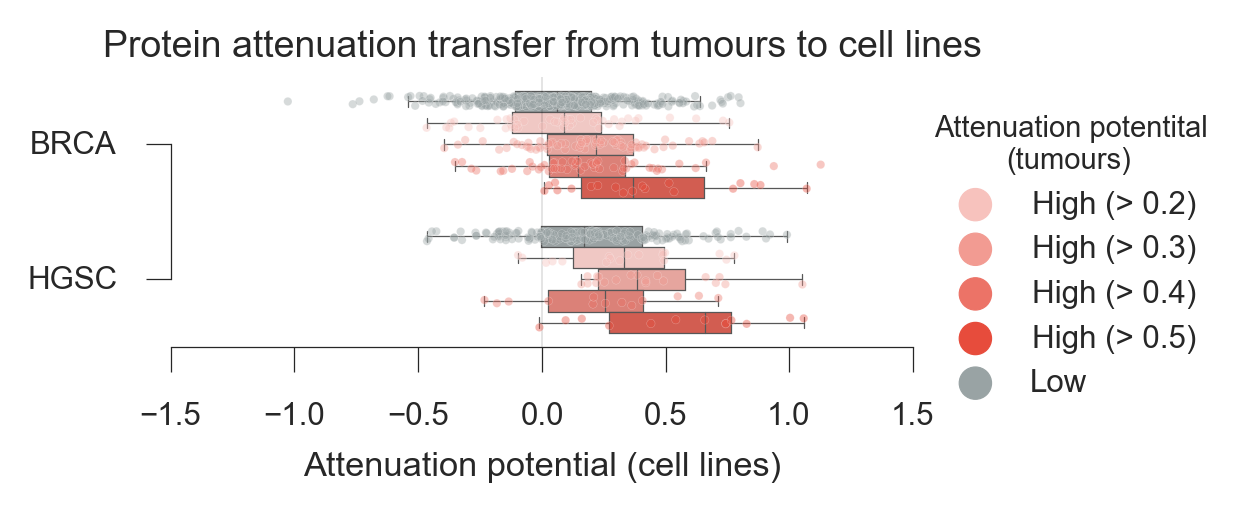 Protein attenuation transfer from tumours to cell lines
BRCA
HGSC
−1.5
−1.0
−0.5
0.0
0.5
1.0
1.5
Attenuation potential (cell lines)
Attenuation potentital
(tumours)
High (> 0.2)
High (> 0.3)
High (> 0.4)
High (> 0.5)
Low